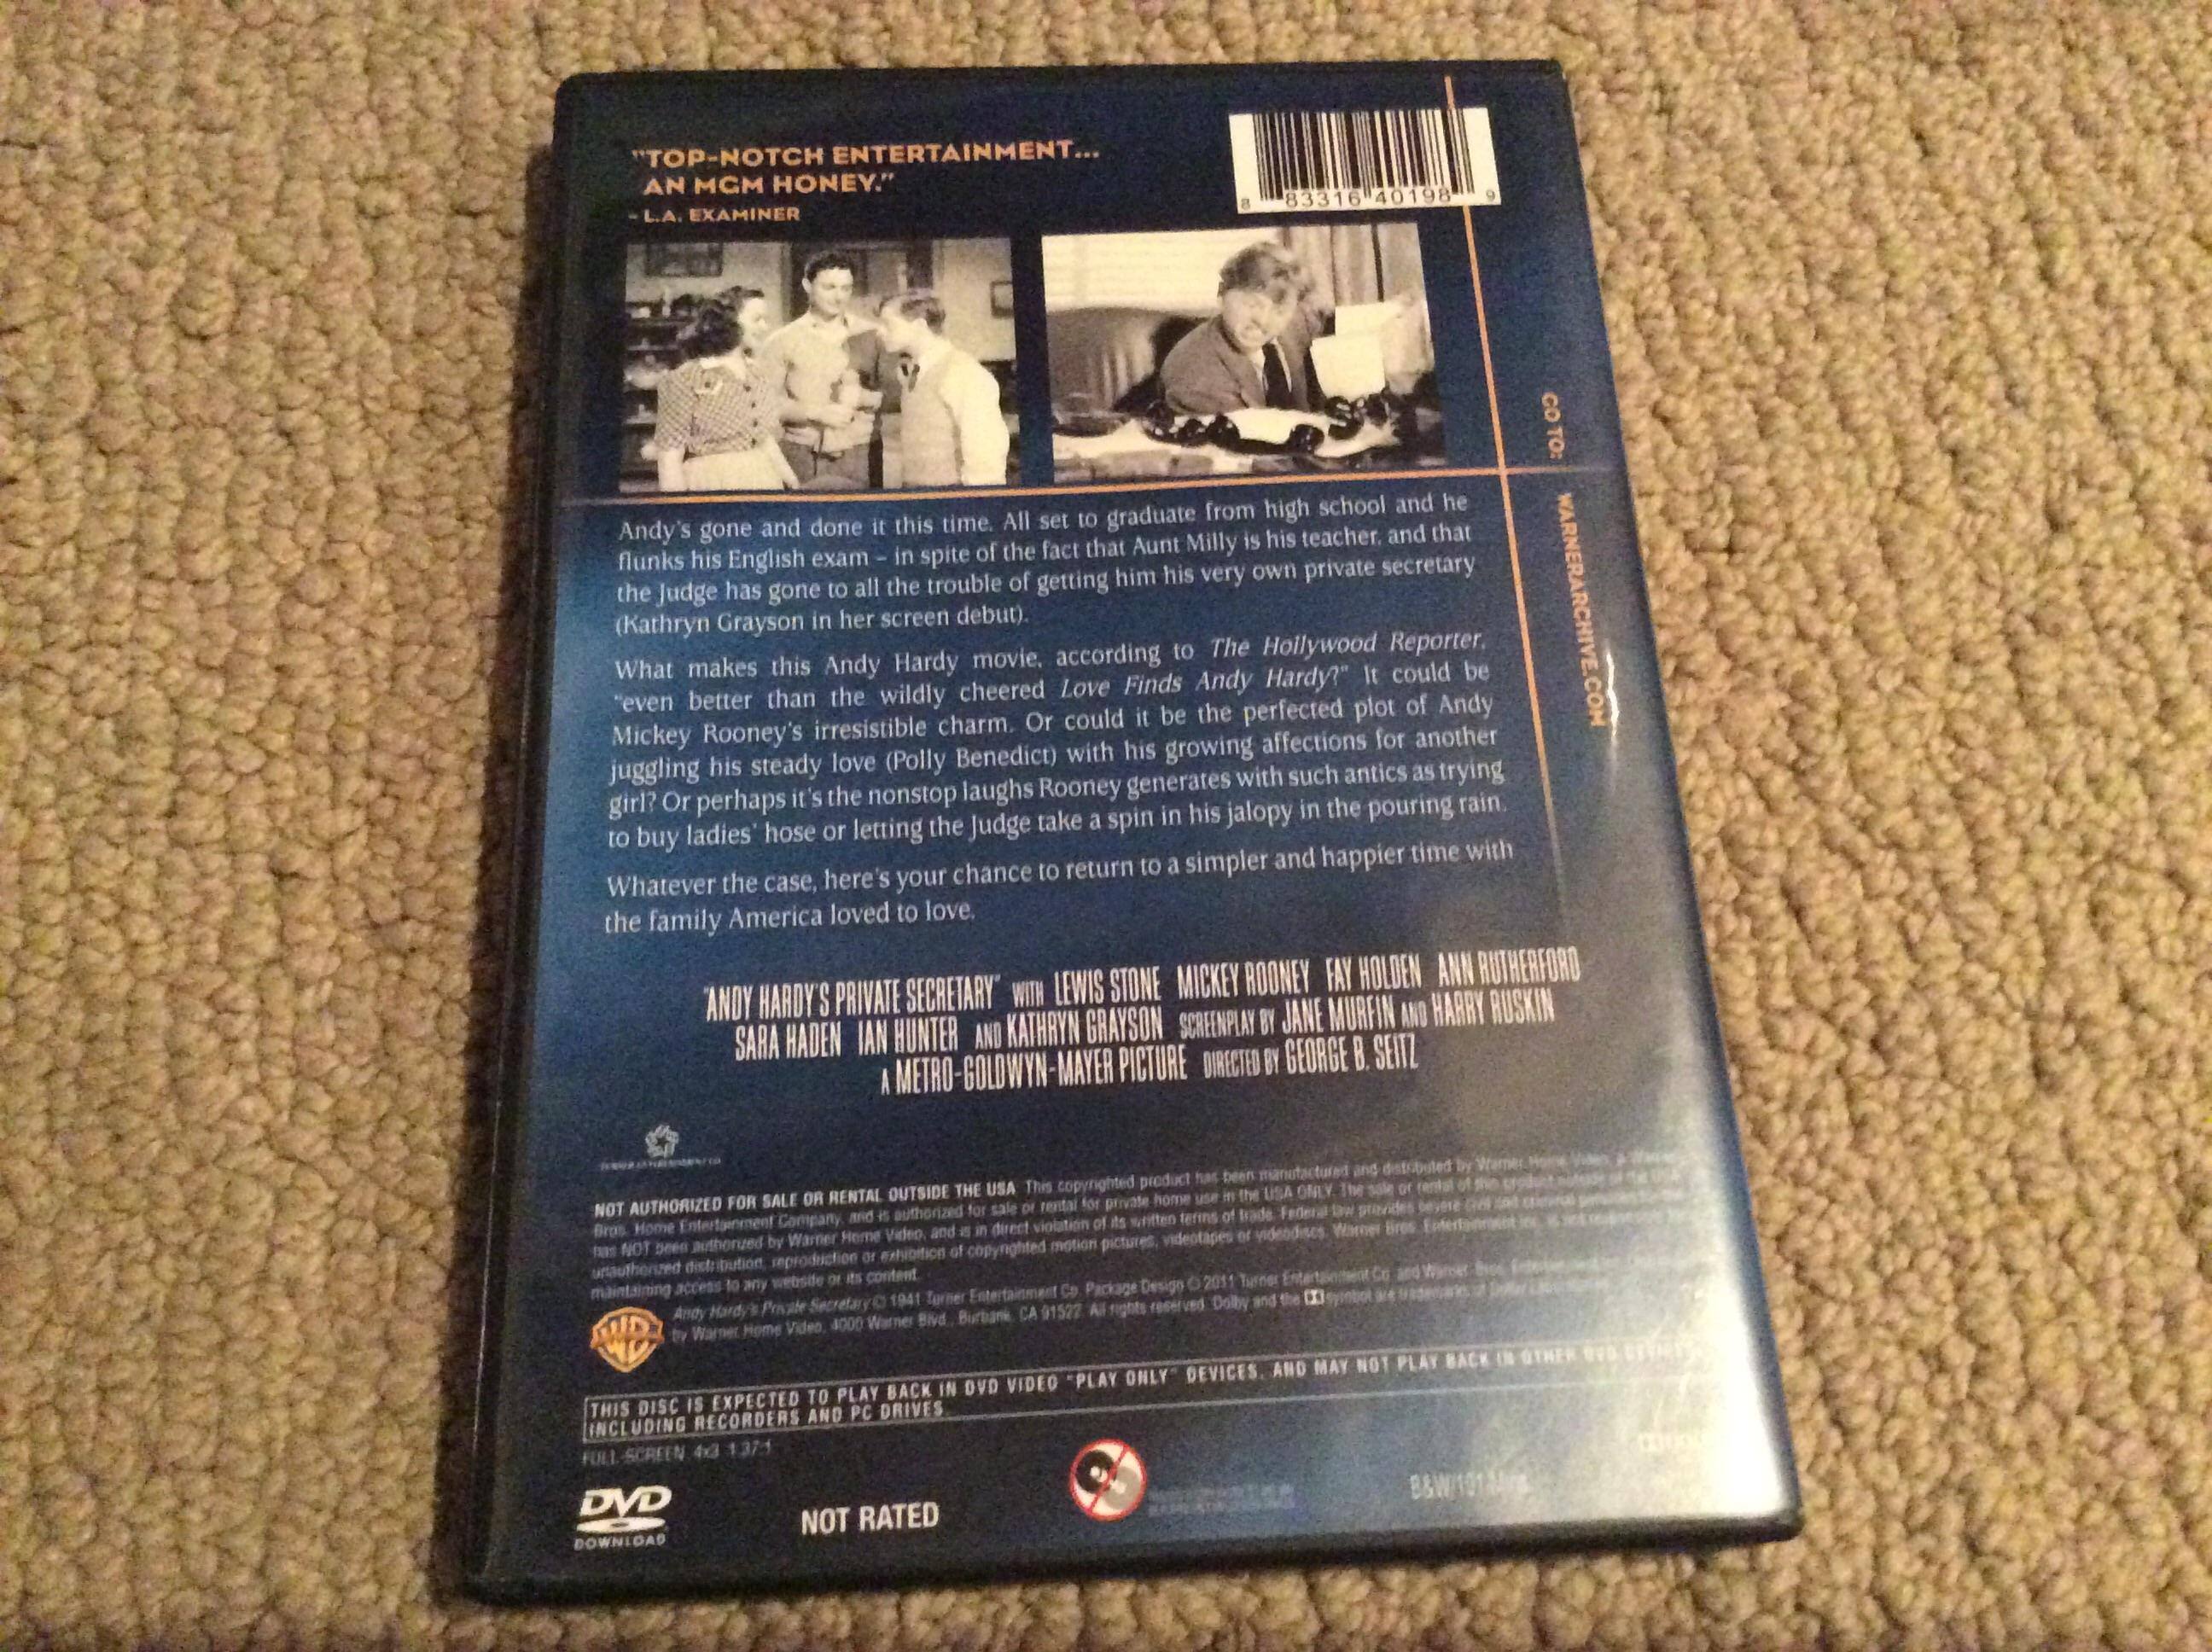 "TOP-NOTCH ENTERTAINMENT...
AN MGM HONEY."
- L.A. EXAMINER
8 83316 40198 9
GO TO: WARNERARCHIVE.COM
Andy's gone and done it this time. All set to graduate from high school and he
flunks his English exam – in spite of the fact that Aunt Milly is his teacher, and that
the Judge has gone to all the trouble of getting him his very own private secretary
(Kathryn Grayson in her screen debut).
What makes this Andy Hardy movie, according to The Hollywood Reporter,
"even better than the wildly cheered Love Finds Andy Hardy?" It could be
Mickey Rooney's irresistible charm. Or could it be the perfected plot of Andy
juggling his steady love (Polly Benedict) with his growing affections for another
girl? Or perhaps it's the nonstop laughs Rooney generates with such antics as trying
to buy ladies' hose or letting the Judge take a spin in his jalopy in the pouring rain.
Whatever the case, here's your chance to return to a simpler and happier time with
the family America loved to love.
"ANDY HARDY'S PRIVATE SECRETARY" WITH LEWIS STONE MICKEY ROONEY FAY HOLDEN ANN RUTHERFORD
SARA HADEN IAN HUNTER AND KATHRYN GRAYSON SCREENPLAY BY JANE MURFIN AND HARRY RUSKIN
A METRO-GOLDWYN-MAYER PICTURE DIRECTED BY GEORGE B. SEITZ
NOT AUTHORIZED FOR SALE OR RENTAL OUTSIDE THE USA This copyrighted product has been manufactured and distributed by Warner Home Video, a Warner
Bros. Home Entertainment Company, and is authorized for sale or rental for private home use in the USA ONLY. The sale or rental of this product outside of the
has NOT been authorized by Warner Home Video, and is in direct violation of its written terms of trade. Federal law provides severe civil and criminal
unauthorized distribution, reproduction or exhibition of copyrighted motion pictures, videotapes or videodiscs. Warner Bros. Entertainment Inc. is not
maintaining access to any website or its content.
Andy Hardy's Private Secretary © 1941 Turner Entertainment Co. Package Design © 2011 Turner Entertainment Co. and Warner Bros.
by Warner Home Video, 4000 Warner Blvd., Burbank, CA 91522. All rights reserved. Dolby and the symbol are trademarks of
WB
THIS DISC IS EXPECTED TO PLAY BACK IN DVD VIDEO "PLAY ONLY" DEVICES, AND MAY NOT PLAY BACK IN OTHER DVD DEVICES,
INCLUDING RECORDERS AND PC DRIVES.
FULL-SCREEN 4x3 1.37:1
DVD
DOWNLOAD
NOT RATED
B&W/101